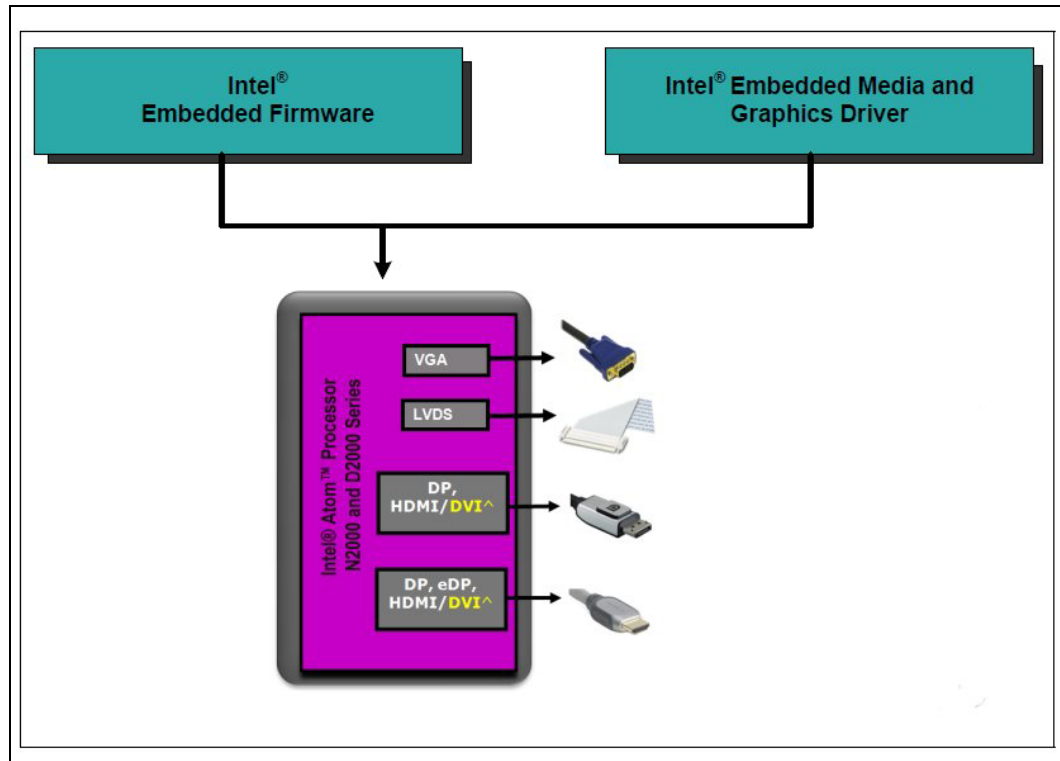 Intel®
Embedded Firmware
Intel® Embedded Media and
Graphics Driver
Intel® Atom™ Processor
N2000 and D2000 Series
VGA
LVDS
DP,
HDMI/DVI^
DP, eDP,
HDMI/DVI^